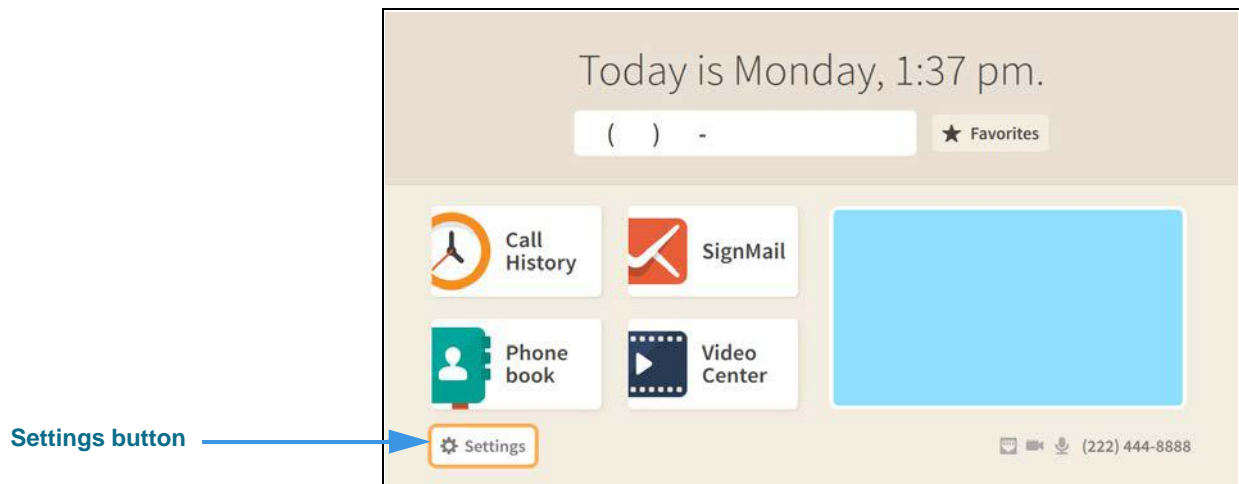 Today is Monday, 1:37 pm.
( ) -
Favorites
Call
History
SignMail
Phone
book
Video
Center
Settings button
Settings
(222) 444-8888